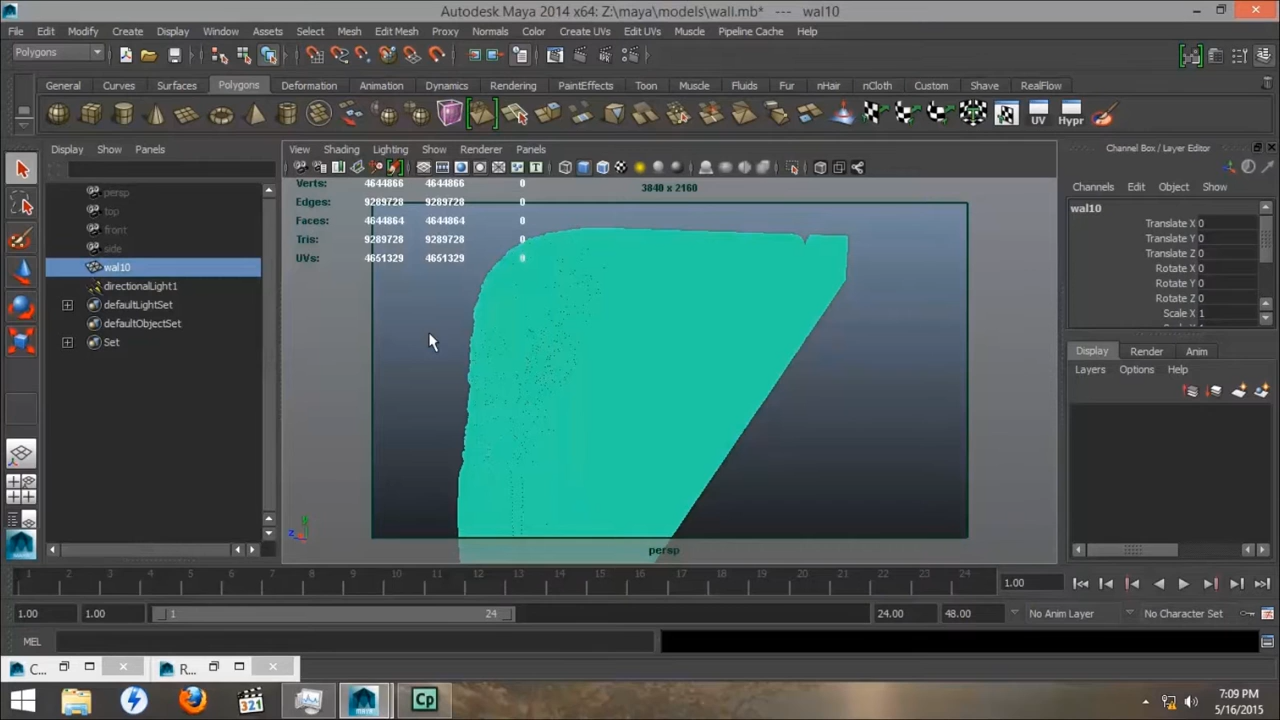 Autodesk Maya 2014 x64: Z:\maya\models\wall.mb* --- wal10
File Edit Modify Create Display Window Assets Select Mesh Edit Mesh Proxy Normals Color Create UVs Edit UVs Muscle Pipeline Cache Help
Polygons
General Curves Surfaces Polygons Deformation Animation Dynamics Rendering PaintEffects Toon Muscle Fluids Fur nHair nCloth Custom Shave RealFlow
UV Hypr
Display Show Panels
View Shading Lighting Show Renderer Panels
Channel Box / Layer Editor
Channels Edit Object Show
persp
top
front
side
wal10
directionalLight1
defaultLightSet
defaultObjectSet
Set
3840 x 2160
Verts: 4644866 4644866 0
Edges: 9289728 9289728 0
Faces: 4644864 4644864 0
Tris: 9289728 9289728 0
UVs: 4651329 4651329 0
y
z
persp
wal10
Translate X 0
Translate Y 0
Translate Z 0
Rotate X 0
Rotate Y 0
Rotate Z 0
Scale X 1
Display Render Anim
Layers Options Help
1 2 3 4 5 6 7 8 9 10 11 12 13 14 15 16 17 18 19 20 21 22 23 24
1.00
1.00 1.00 1 24 24.00 48.00 No Anim Layer No Character Set
MEL
C... R...
321
Cp
7:09 PM
5/16/2015